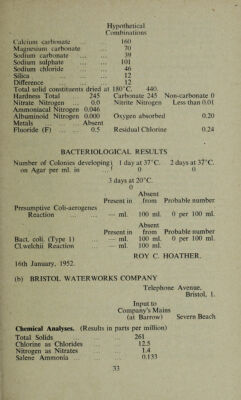 Hypothetical
Combinations
Calcium carbonate ... 160
Magnesium carbonate ... 70
Sodium carbonate ... 39
Sodium sulphate ... 101
Sodium chloride ... 46
Silica ... 12
Difference ... 12
Total solid constituents dried at 180°C. 440.
Hardness Total 245 Carbonate 245 Non-carbonate 0
Nitrate Nitrogen ... 0.0 Nitrite Nitrogen Less than 0.01
Ammoniacal Nitrogen 0.046
Albuminoid Nitrogen 0.000 Oxygen absorbed 0.20
Metals ... Absent
Fluoride (F) ... 0.5 Residual Chlorine 0.24
BACTERIOLOGICAL RESULTS
Number of Colonies developing) 1 day at 37°C. 2 days at 37°C.
on Agar per ml. in ... ) 0 0
3 days at 20°C.
0
Absent
Present in from Probable number
Presumptive Coli-aerogenes
Reaction ... — ml. 100 ml. 0 per 100 ml.
Absent
Present in from Probable number
Bact. coli. (Type 1) — ml. 100 ml. 0 per 100 ml.
Cl.welchii Reaction ... — ml. 100 ml.
ROY C. HOATHER.
16th January, 1952.
(b) BRISTOL WATERWORKS COMPANY
Telephone Avenue,
Bristol, 1.
Input to
Company's Mains
(at Barrow) Severn Beach
Chemical Analyses. (Results in parts per million)
Total Solids ... 261
Chlorine as Chlorides ... 12.5
Nitrogen as Nitrates ... 1.4
Salene Ammonia ... 0.133
33